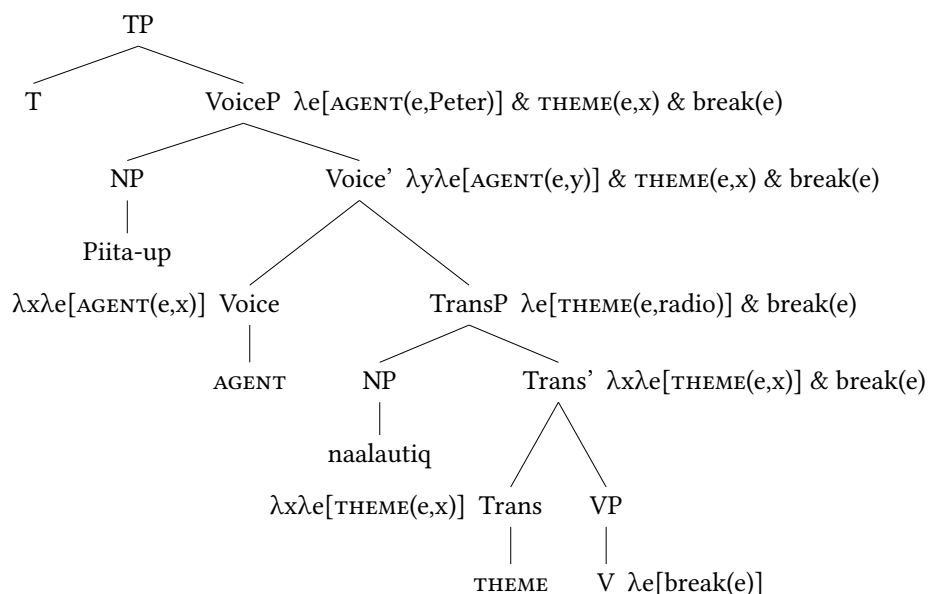 TP
T VoiceP λe[AGENT(e,Peter)] & THEME(e,x) & break(e)
NP Voice’ λyλe[AGENT(e,y)] & THEME(e,x) & break(e)
Piita-up
λxλe[AGENT(e,x)] Voice TransP λe[THEME(e,radio)] & break(e)
AGENT NP Trans’ λxλe[THEME(e,x)] & break(e)
naalautiq
λxλe[THEME(e,x)] Trans VP
THEME V λe[break(e)]